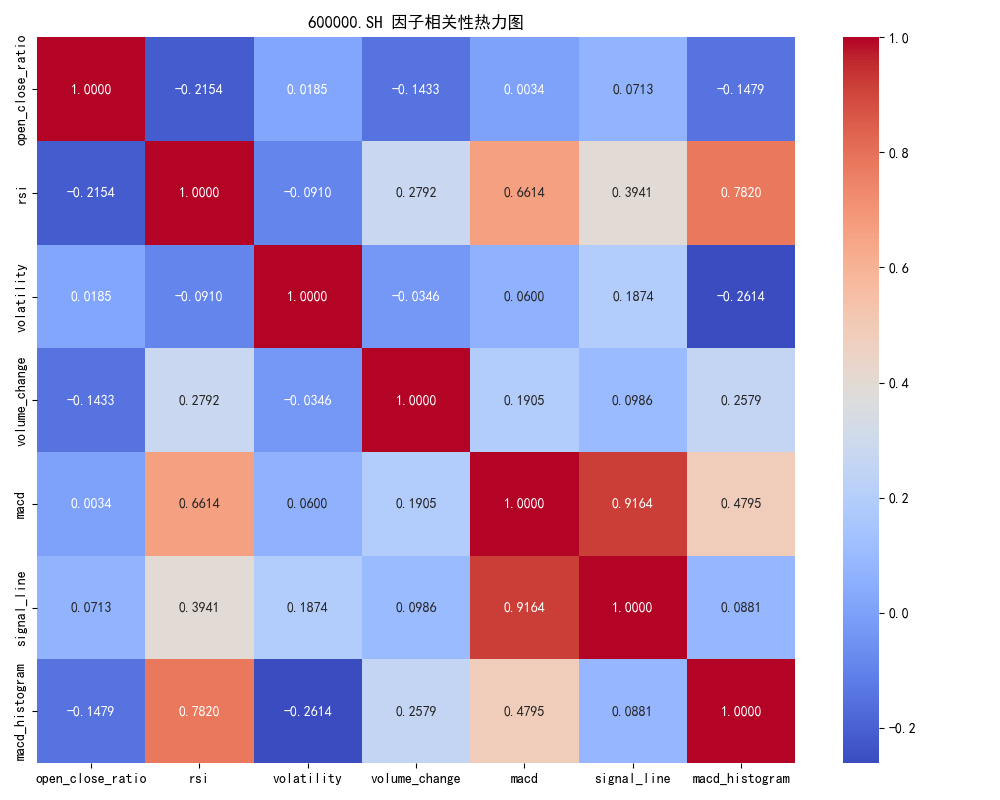 600000.SH 因子相关性热力图
open_close_ratio 1.0000 -0.2154 0.0185 -0.1433 0.0034 0.0713 -0.1479
rsi -0.2154 1.0000 -0.0910 0.2792 0.6614 0.3941 0.7820
volatility 0.0185 -0.0910 1.0000 -0.0346 0.0600 0.1874 -0.2614
volume_change -0.1433 0.2792 -0.0346 1.0000 0.1905 0.0986 0.2579
macd 0.0034 0.6614 0.0600 0.1905 1.0000 0.9164 0.4795
signal_line 0.0713 0.3941 0.1874 0.0986 0.9164 1.0000 0.0881
macd_histogram -0.1479 0.7820 -0.2614 0.2579 0.4795 0.0881 1.0000
open_close_ratio rsi volatility volume_change macd signal_line macd_histogram
1.0
0.8
0.6
0.4
0.2
0.0
-0.2